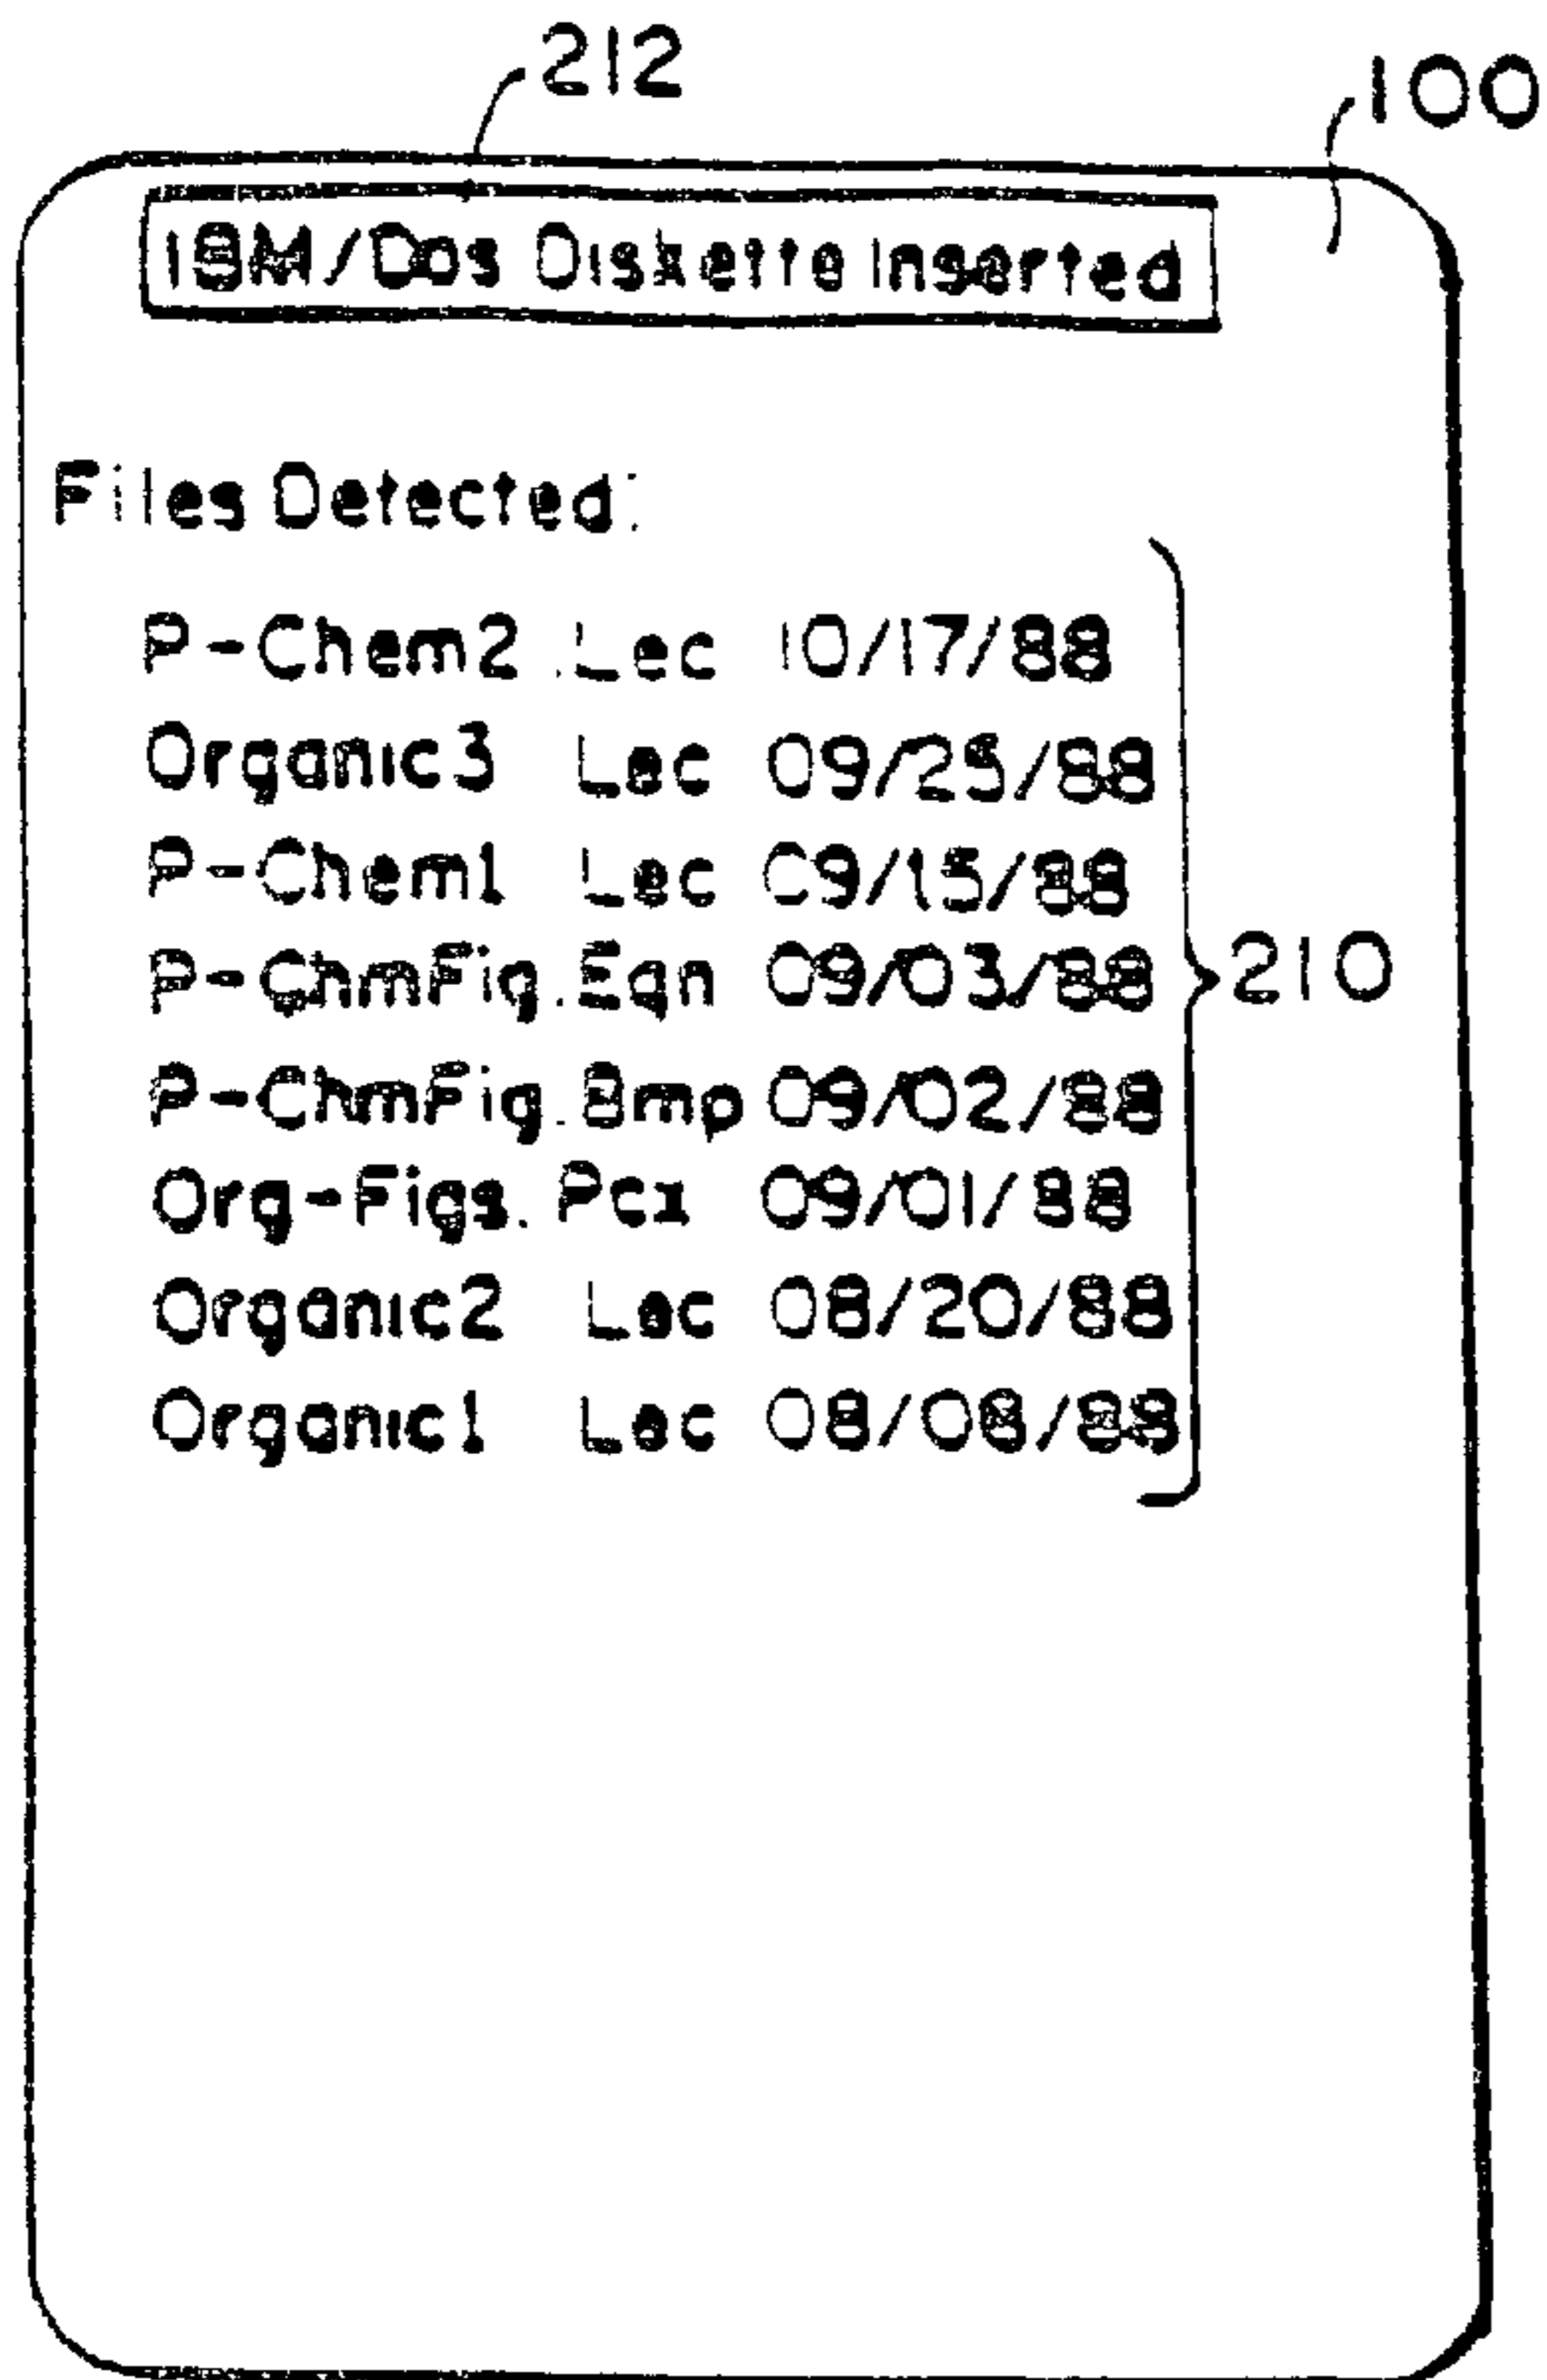 212
100
IBM/Dos Diskette Inserted
Files Detected:
P-Chem2 .Lec 10/17/88
Organic3 Lec 09/25/88
P-Chem1 Lec 09/15/88
P-ChmFig.Eqn 09/03/88
210
P-ChmFig.Bmp 09/02/88
Org-Figs.Pcx 09/01/88
Organic2 Lec 08/20/88
Organic1 Lec 08/08/88